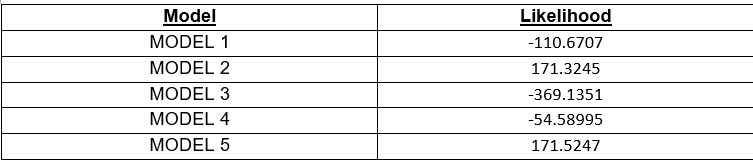 Model Likelihood
MODEL 1 -110.6707
MODEL 2 171.3245
MODEL 3 -369.1351
MODEL 4 -54.58995
MODEL 5 171.5247